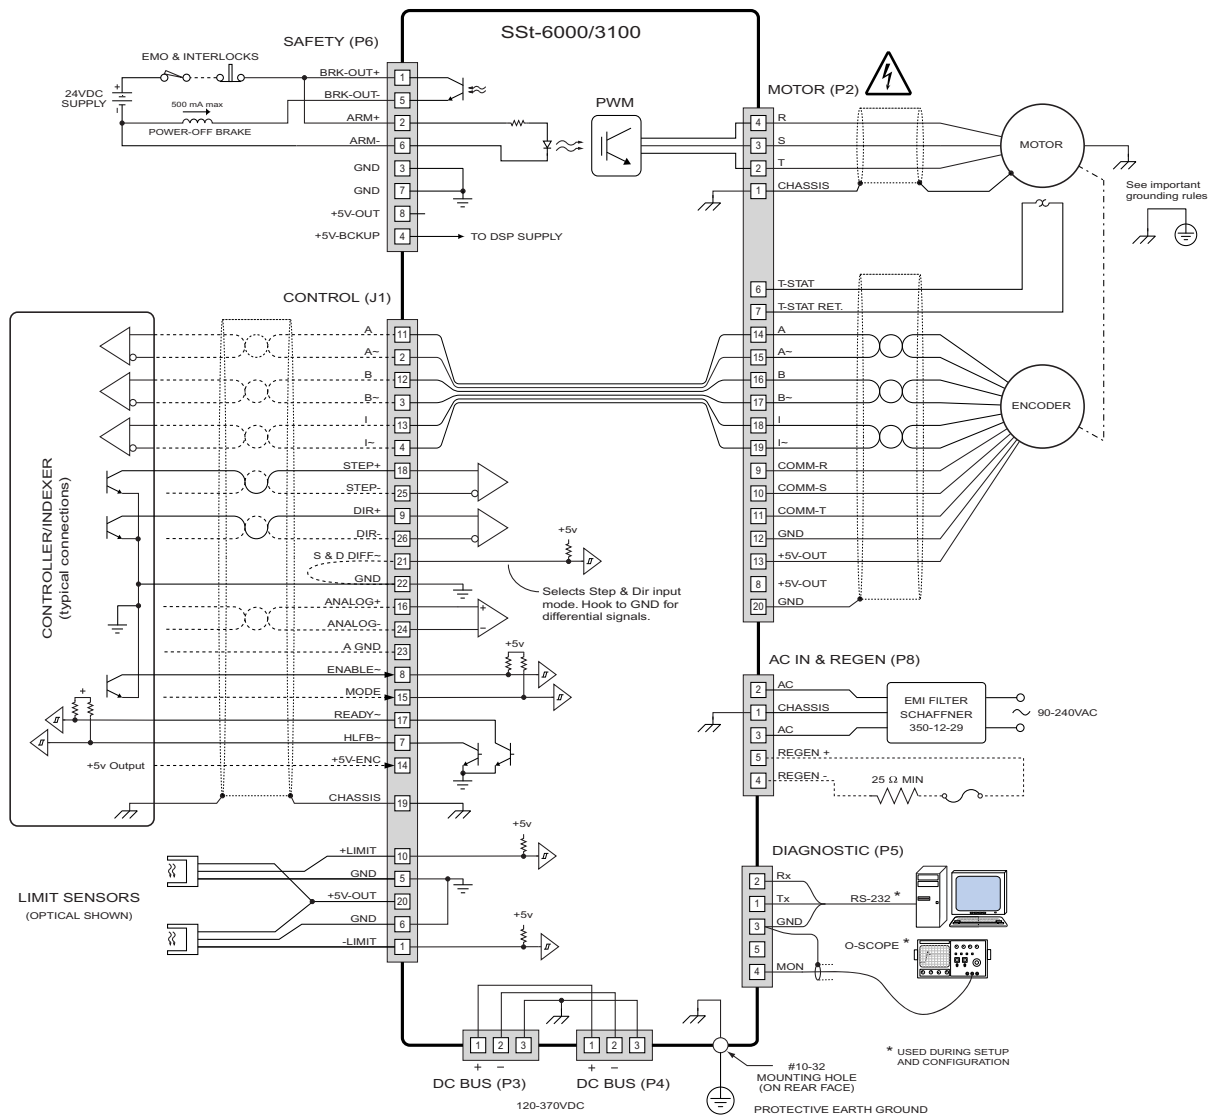 SSt-6000/3100
SAFETY (P6)
EMO & INTERLOCKS
24VDC
SUPPLY
+
–
500 mA max
POWER-OFF BRAKE
BRK-OUT+ 1
BRK-OUT- 5
ARM+ 2
ARM- 6
GND 3
GND 7
+5V-OUT 8
+5V-BCKUP 4
TO DSP SUPPLY
PWM
MOTOR (P2)
4 R
3 S
2 T
1 CHASSIS
MOTOR
See important
grounding rules
6 T-STAT
7 T-STAT RET.
14 A
15 A~
16 B
17 B~
18 I
19 I~
9 COMM-R
10 COMM-S
11 COMM-T
12 GND
13 +5V-OUT
8 +5V-OUT
20 GND
ENCODER
CONTROL (J1)
CONTROLLER/INDEXER
(typical connections)
A 11
A~ 2
B 12
B~ 3
I 13
I~ 4
STEP+ 18
STEP- 25
DIR+ 9
DIR- 26
S & D DIFF~ 21
GND 22
ANALOG+ 16
ANALOG- 24
A GND 23
ENABLE~ 8
MODE 15
READY~ 17
HLFB~ 7
+5v Output
+5V-ENC 14
CHASSIS 19
+
+5v
Selects Step & Dir input
mode. Hook to GND for
differential signals.
+
–
+5v
AC IN & REGEN (P8)
2 AC
1 CHASSIS
3 AC
5 REGEN +
4 REGEN -
EMI FILTER
SCHAFFNER
350-12-29
90-240VAC
25 Ω MIN
LIMIT SENSORS
(OPTICAL SHOWN)
+LIMIT 10
GND 5
+5V-OUT 20
GND 6
-LIMIT 1
+5v
+5v
DIAGNOSTIC (P5)
2 Rx
1 Tx
3 GND
5
4 MON
RS-232 *
O-SCOPE *
* USED DURING SETUP
AND CONFIGURATION
1 2 3
+ –
DC BUS (P3)
1 2 3
+ –
DC BUS (P4)
120-370VDC
#10-32
MOUNTING HOLE
(ON REAR FACE)
PROTECTIVE EARTH GROUND